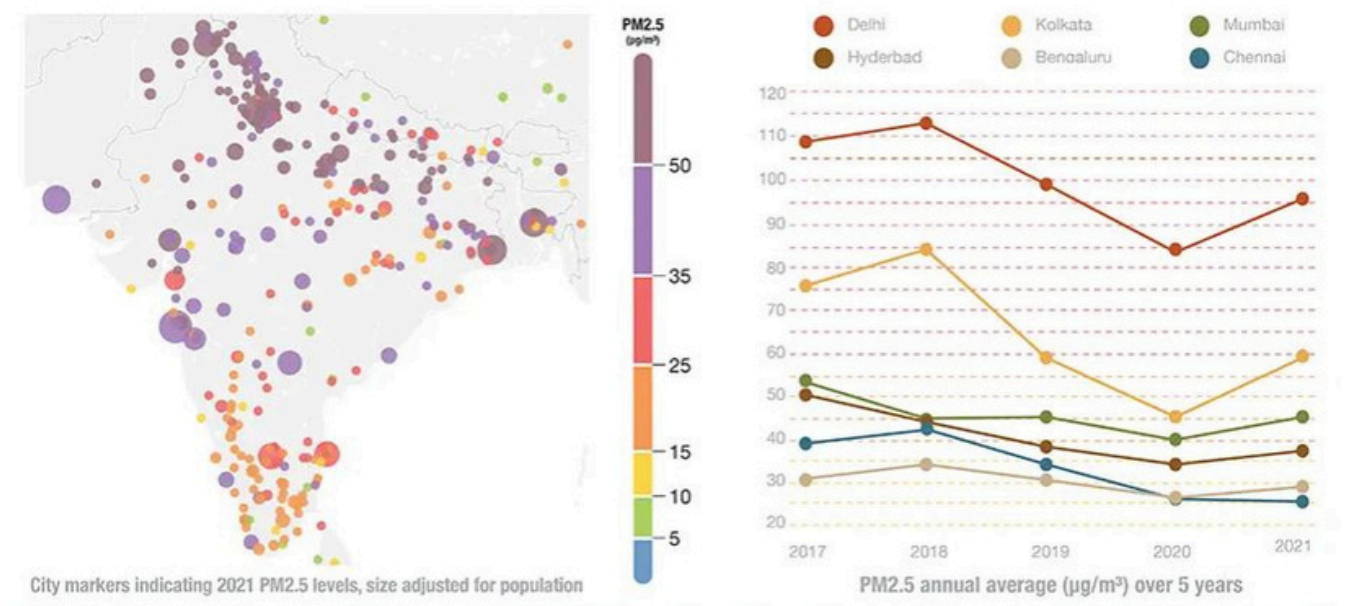 PM2.5
(µg/m³)
50
35
25
15
10
5
City markers indicating 2021 PM2.5 levels, size adjusted for population
Delhi
Kolkata
Mumbai
Hyderbad
Bengaluru
Chennai
120
110
100
90
80
70
60
50
40
30
20
2017
2018
2019
2020
2021
PM2.5 annual average (µg/m³) over 5 years